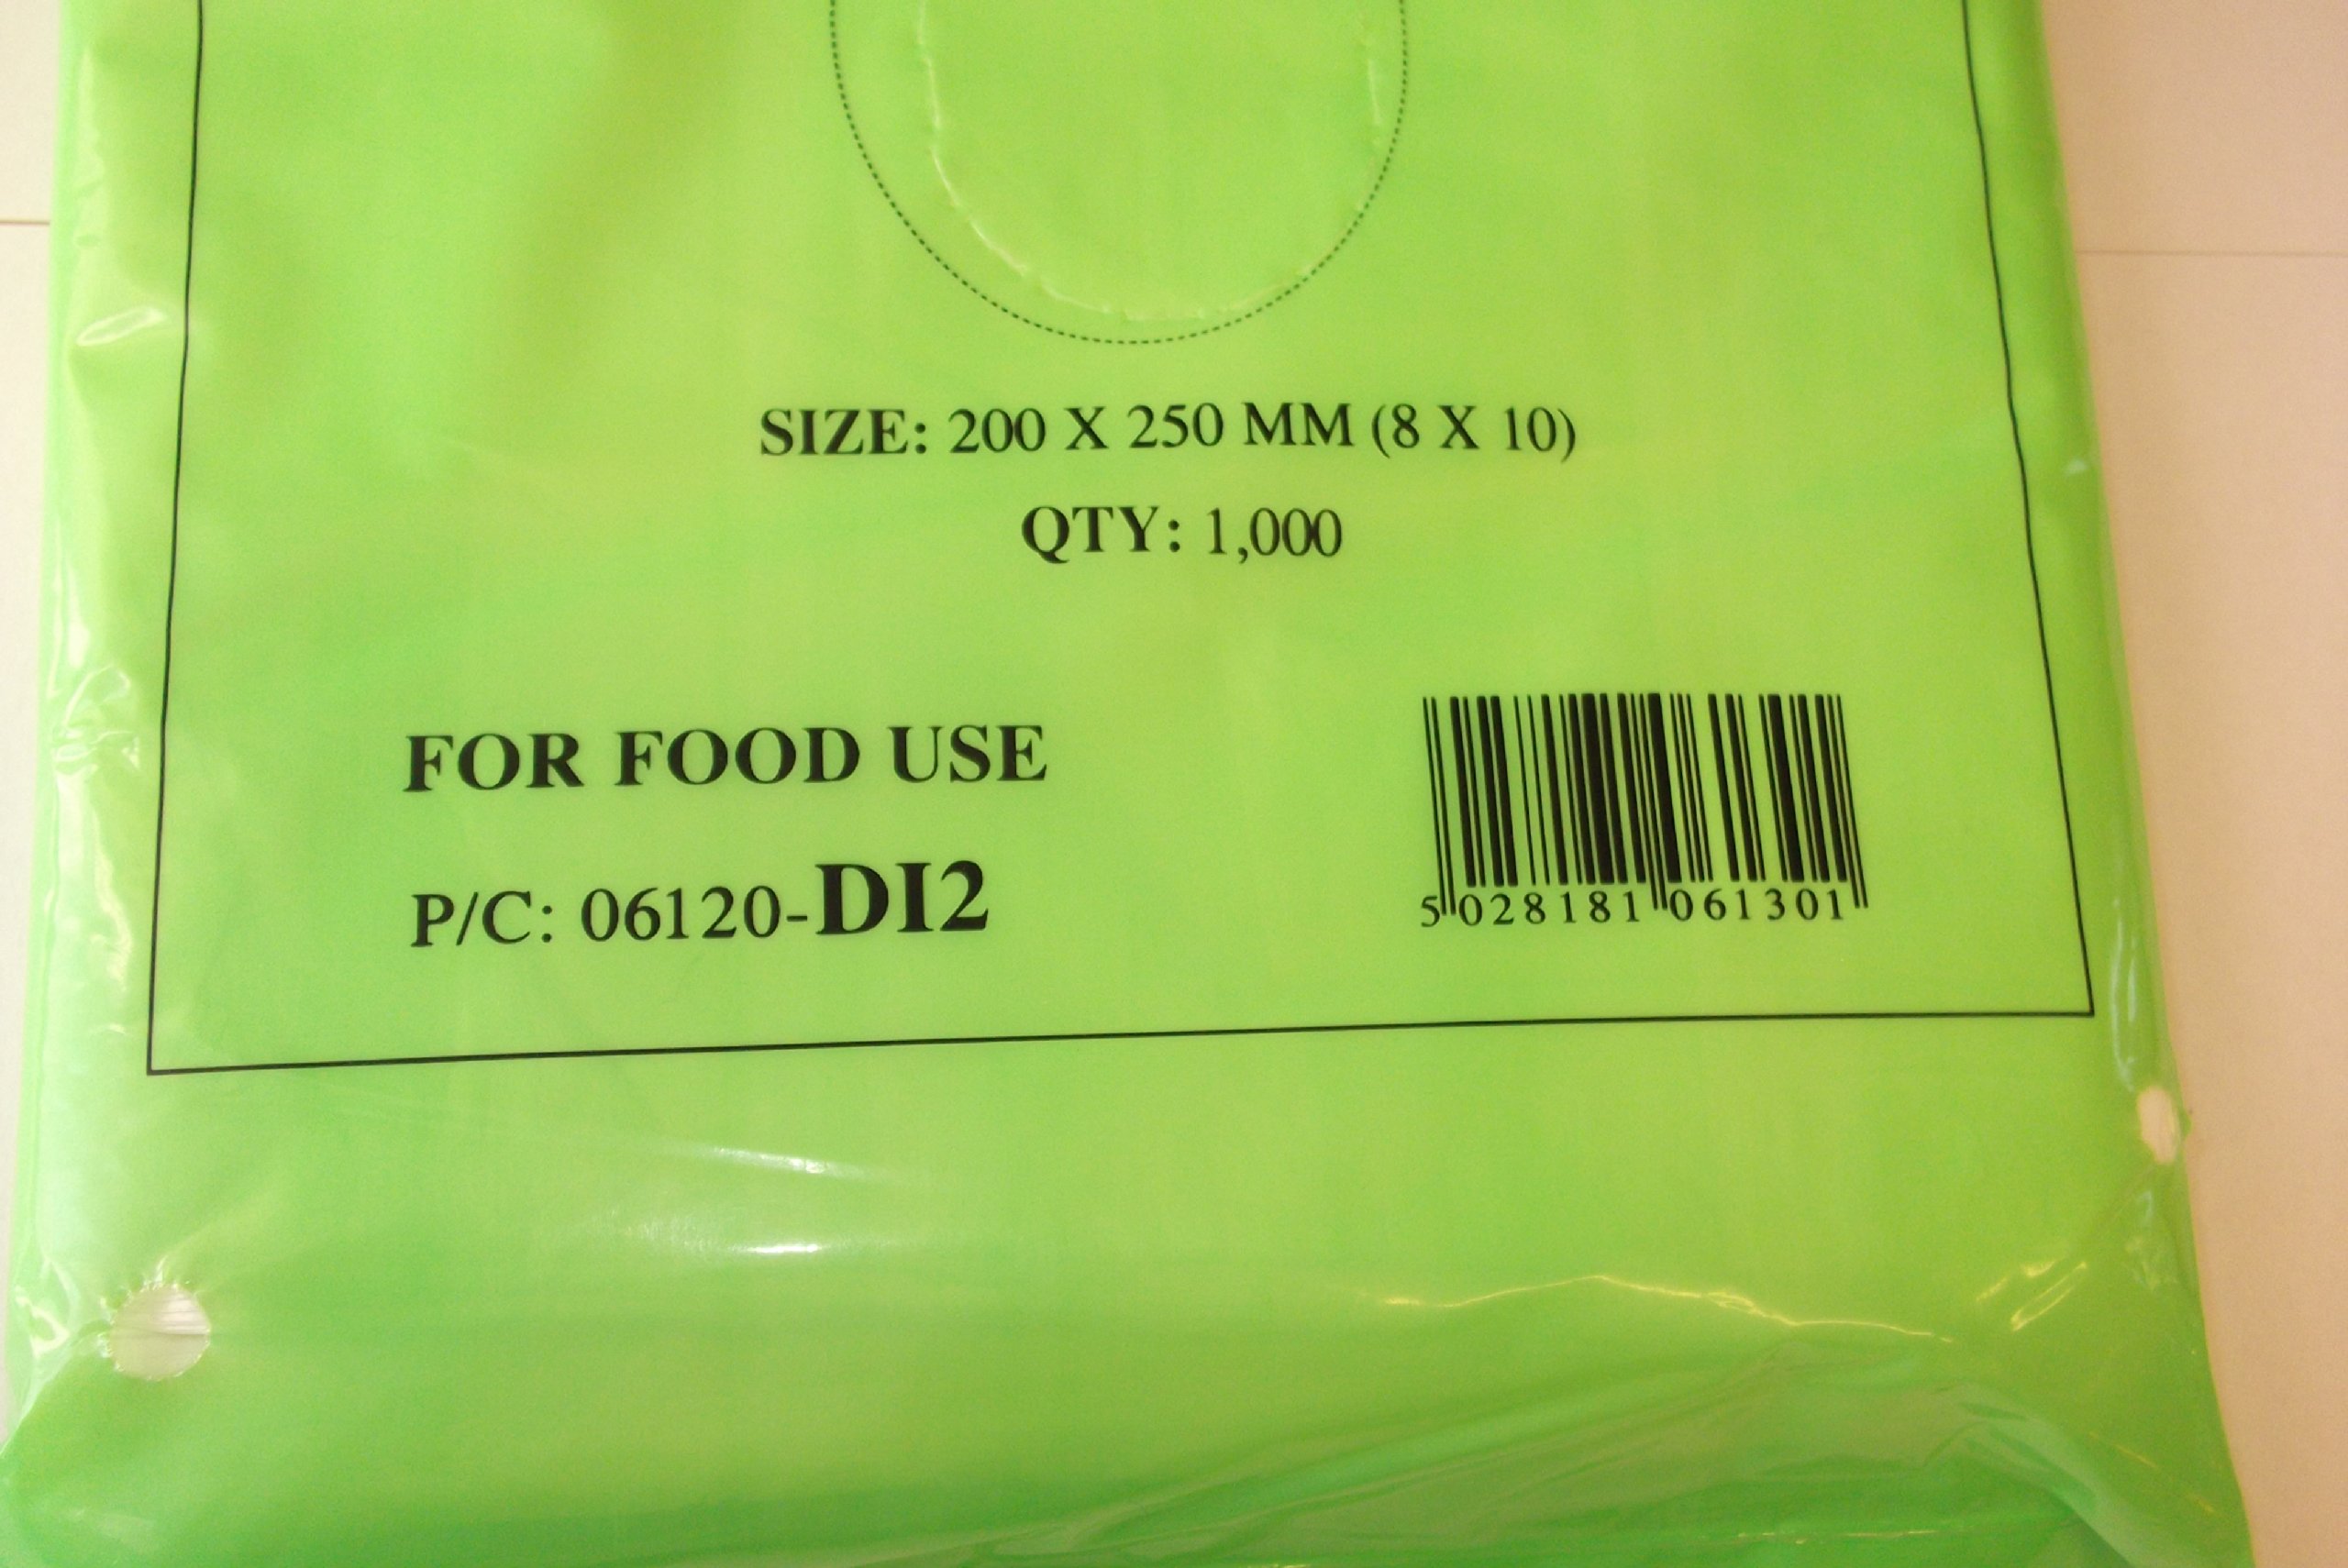 SIZE: 200 X 250 MM (8 X 10)
QTY: 1,000
FOR FOOD USE
P/C: 06120-DI2
5 028181 061301